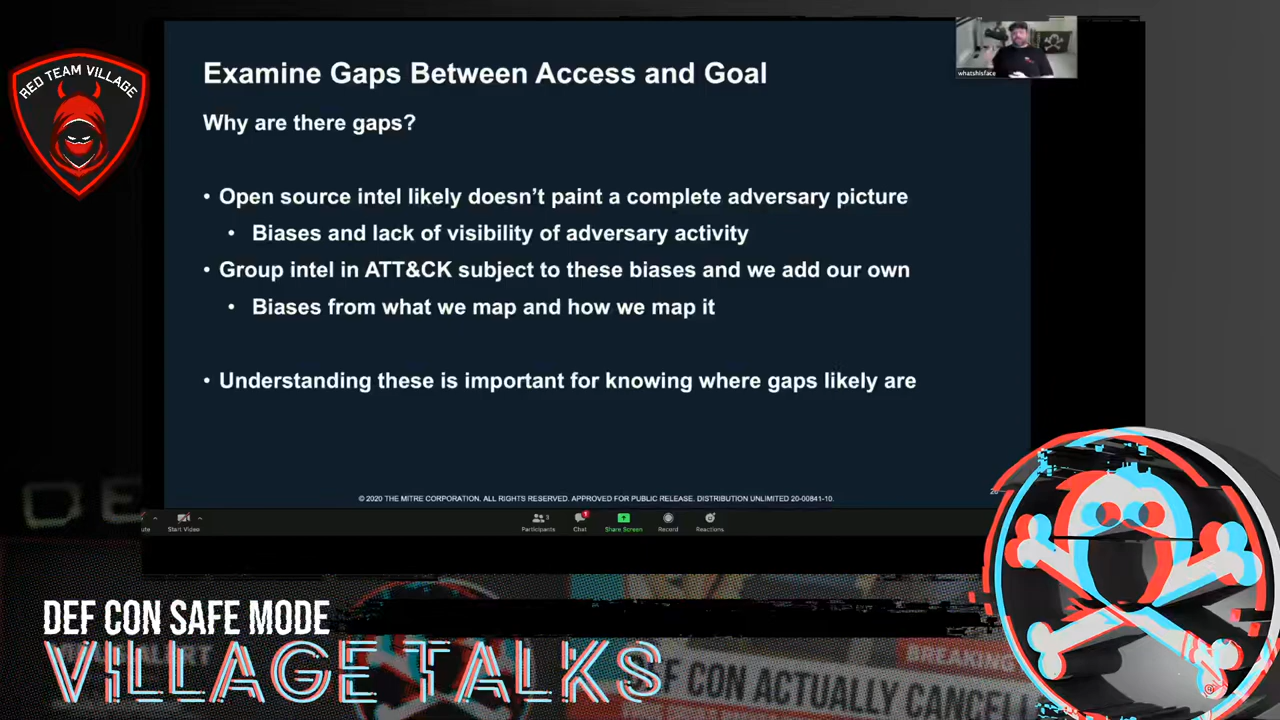 RED TEAM VILLAGE
whatshisface
Examine Gaps Between Access and Goal
Why are there gaps?
• Open source intel likely doesn’t paint a complete adversary picture
• Biases and lack of visibility of adversary activity
• Group intel in ATT&CK subject to these biases and we add our own
• Biases from what we map and how we map it
• Understanding these is important for knowing where gaps likely are
© 2020 THE MITRE CORPORATION. ALL RIGHTS RESERVED. APPROVED FOR PUBLIC RELEASE. DISTRIBUTION UNLIMITED 20-00841-10.
Start Video
Participants 3
Chat 1
Share Screen
Record
Reactions
DEF CON SAFE MODE
VILLAGE TALKS
BREAKING
DEF CON ACTUALLY CANCELL